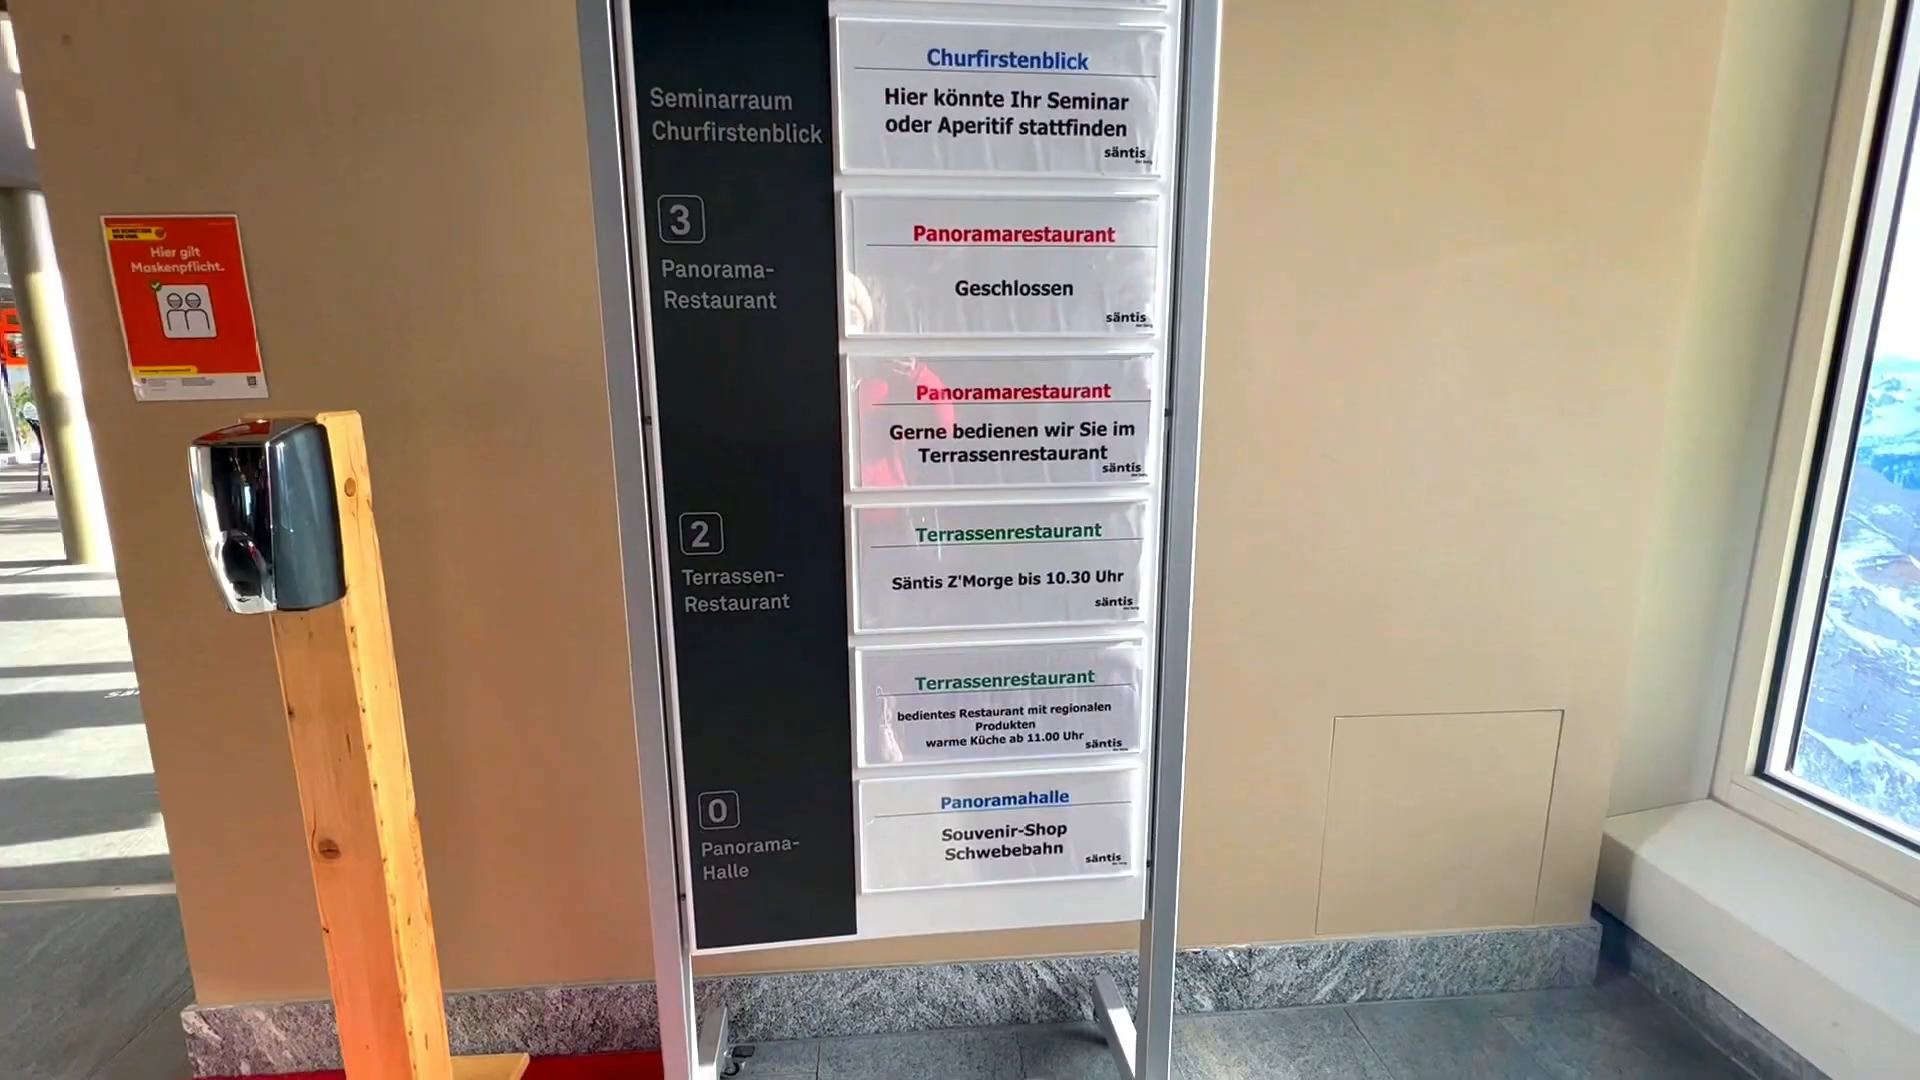 Hier gilt
Maskenpflicht.
Seminarraum
Churfirstenblick
3
Panorama-
Restaurant
2
Terrassen-
Restaurant
0
Panorama-
Halle
Churfirstenblick
Hier könnte Ihr Seminar
oder Aperitif stattfinden
säntis
Panoramarestaurant
Geschlossen
säntis
Panoramarestaurant
Gerne bedienen wir Sie im
Terrassenrestaurant
säntis
Terrassenrestaurant
Säntis Z'Morge bis 10.30 Uhr
säntis
Terrassenrestaurant
bedientes Restaurant mit regionalen
Produkten
warme Küche ab 11.00 Uhr
säntis
Panoramahalle
Souvenir-Shop
Schwebebahn
säntis